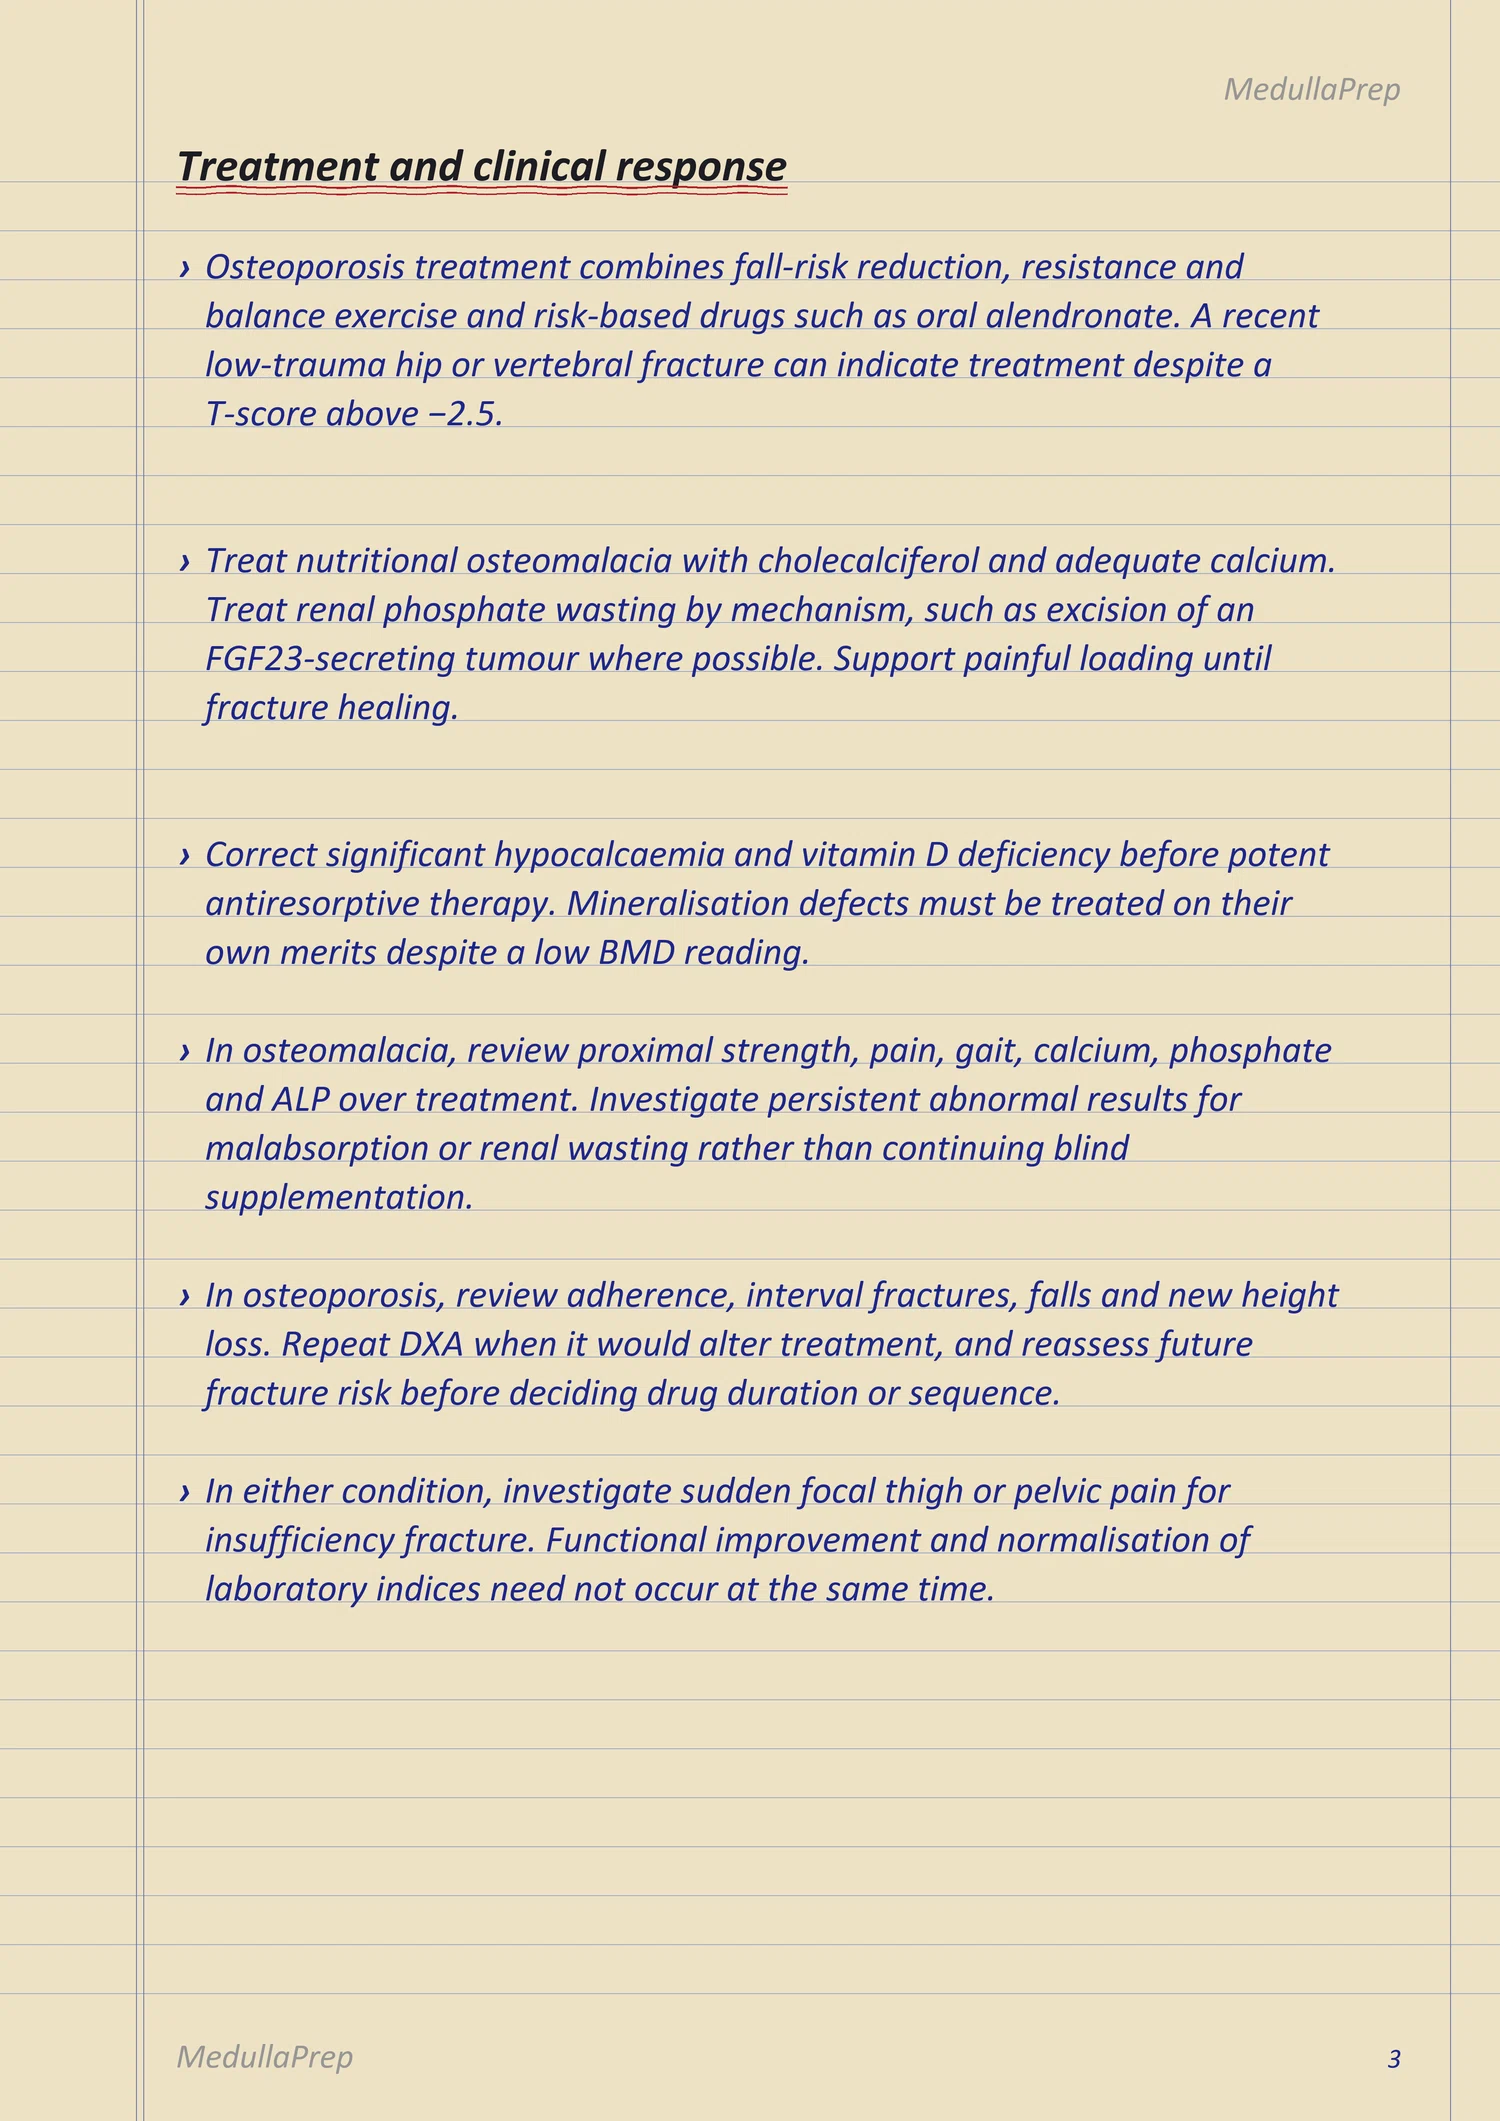 MedullaPrep
Treatment and clinical response
› Osteoporosis treatment combines fall-risk reduction, resistance and
balance exercise and risk-based drugs such as oral alendronate. A recent
low-trauma hip or vertebral fracture can indicate treatment despite a
T-score above −2.5.
› Treat nutritional osteomalacia with cholecalciferol and adequate calcium.
Treat renal phosphate wasting by mechanism, such as excision of an
FGF23-secreting tumour where possible. Support painful loading until
fracture healing.
› Correct significant hypocalcaemia and vitamin D deficiency before potent
antiresorptive therapy. Mineralisation defects must be treated on their
own merits despite a low BMD reading.
› In osteomalacia, review proximal strength, pain, gait, calcium, phosphate
and ALP over treatment. Investigate persistent abnormal results for
malabsorption or renal wasting rather than continuing blind
supplementation.
› In osteoporosis, review adherence, interval fractures, falls and new height
loss. Repeat DXA when it would alter treatment, and reassess future
fracture risk before deciding drug duration or sequence.
› In either condition, investigate sudden focal thigh or pelvic pain for
insufficiency fracture. Functional improvement and normalisation of
laboratory indices need not occur at the same time.
MedullaPrep
3